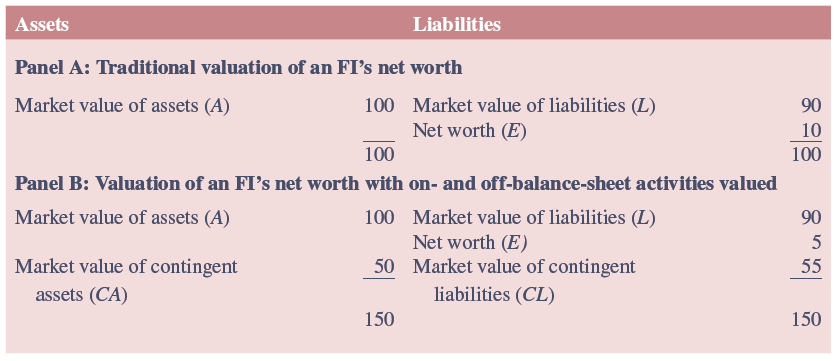 Assets Liabilities
Panel A: Traditional valuation of an FI's net worth
Market value of assets (A) 100 Market value of liabilities (L) 90
Net worth (E) 10
100 100
Panel B: Valuation of an FI's net worth with on- and off-balance-sheet activities valued
Market value of assets (A) 100 Market value of liabilities (L) 90
Net worth (E) 5
Market value of contingent 50 Market value of contingent 55
assets (CA) liabilities (CL)
150 150